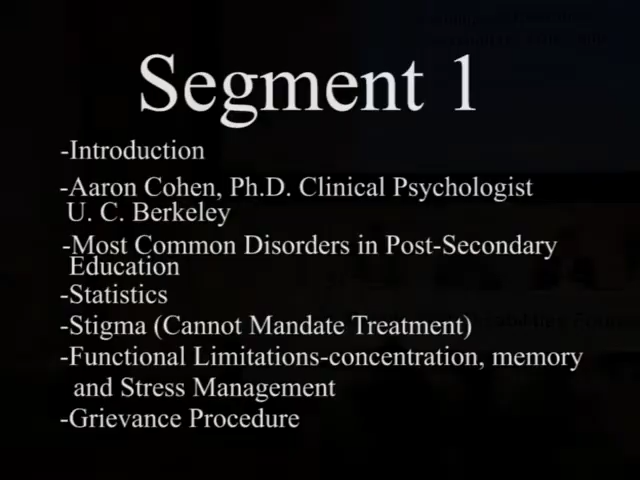 Segment 1
-Introduction
-Aaron Cohen, Ph.D. Clinical Psychologist
U. C. Berkeley
-Most Common Disorders in Post-Secondary
Education
-Statistics
-Stigma (Cannot Mandate Treatment)
-Functional Limitations-concentration, memory
and Stress Management
-Grievance Procedure